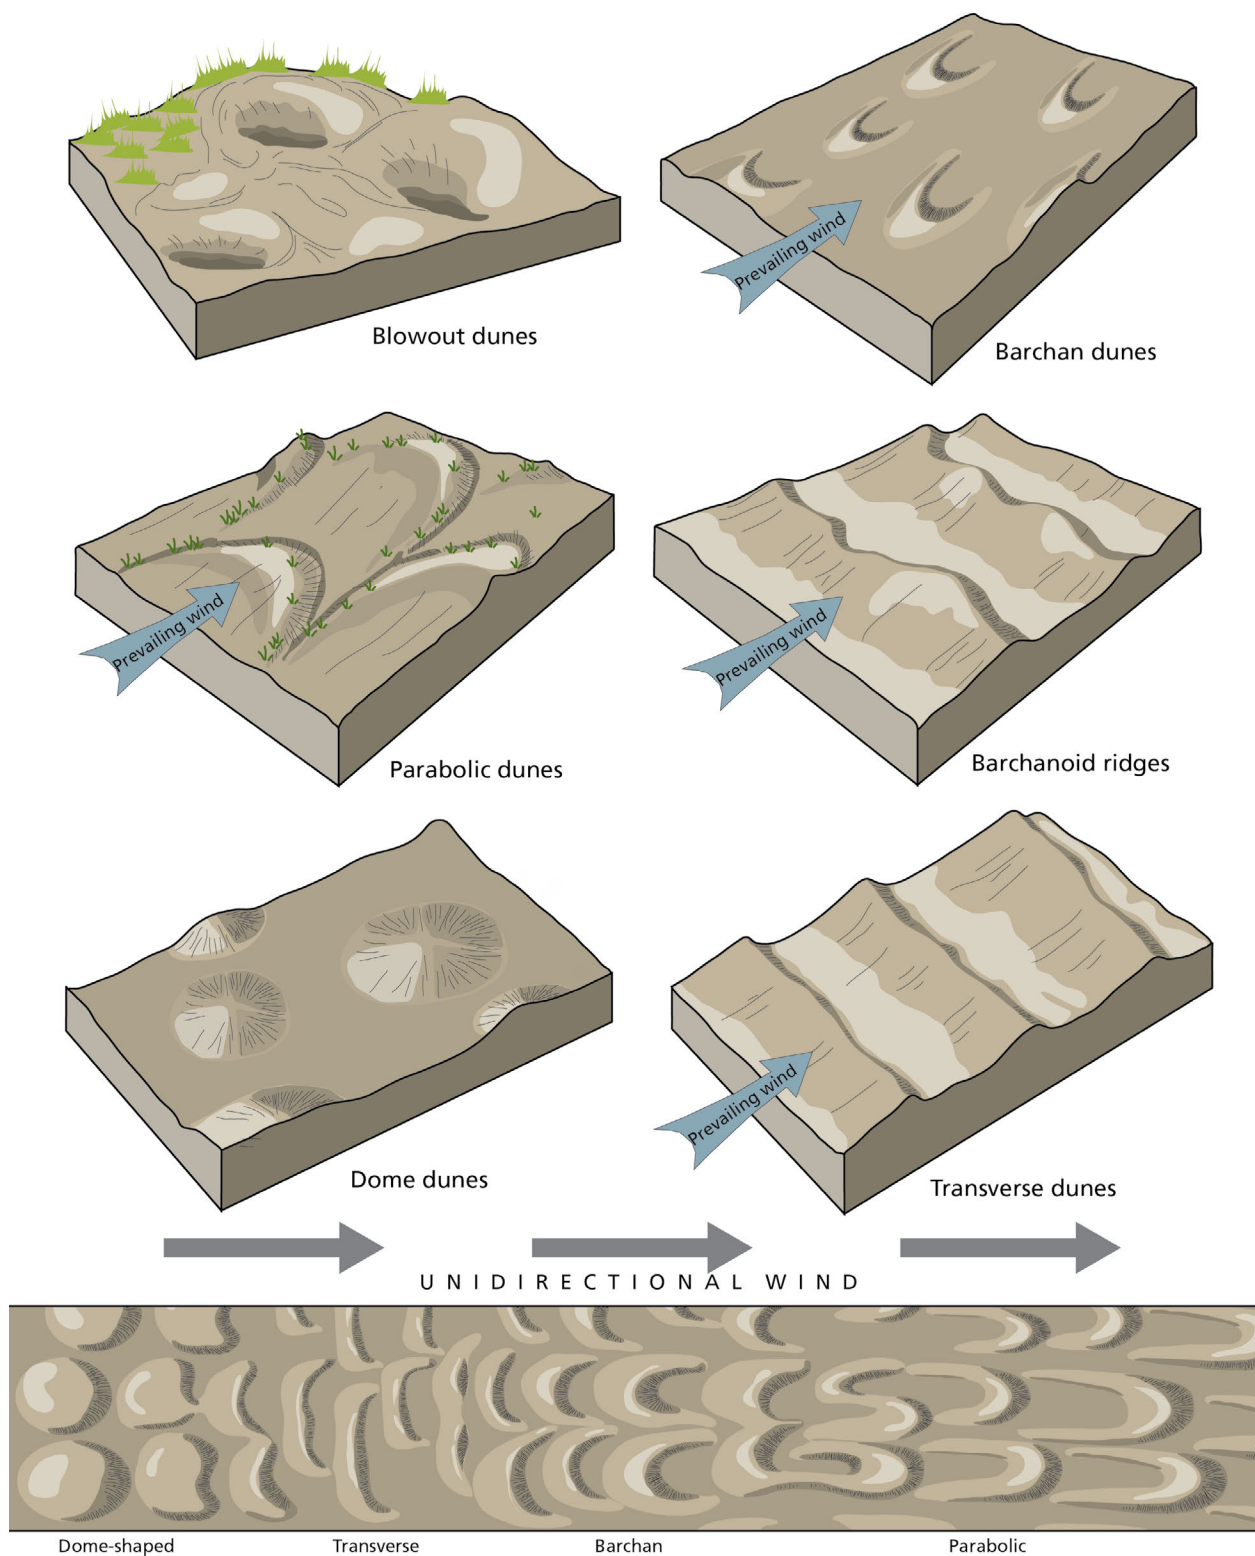 Blowout dunes
Prevailing wind
Barchan dunes
Prevailing wind
Parabolic dunes
Prevailing wind
Barchanoid ridges
Dome dunes
Prevailing wind
Transverse dunes
UNIDIRECTIONAL WIND
Dome-shaped Transverse Barchan Parabolic